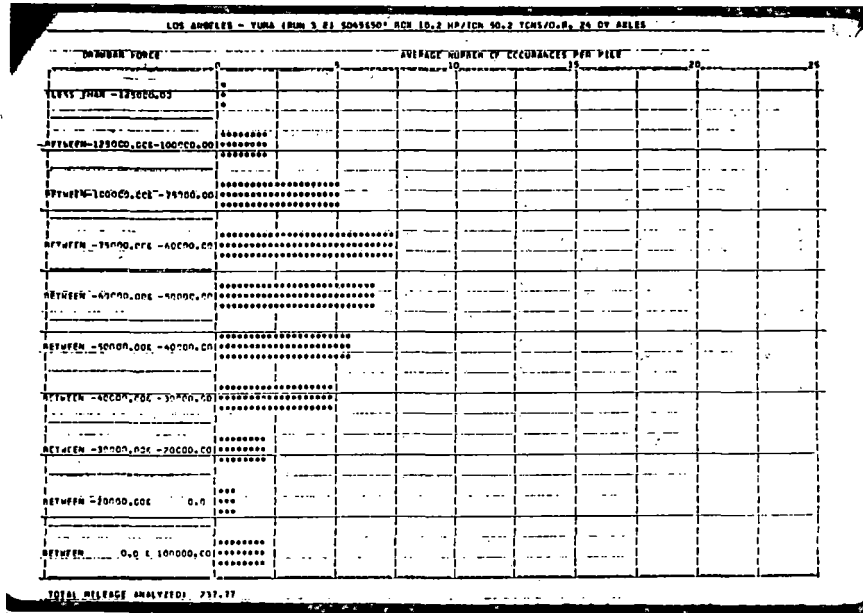 LOS ANGELES - YUMA (RUN 3 2) SD45&50' BOX 10.2 HP/TON 50.2 TONS/O.B, 24 DY AXLES
DRAWBAR FORCE AVERAGE NUMBER OF OCCURANCES PER MILE
0 5 10 15 20 25
LESS THAN -125000.00
BETWEEN-125000.00& -100000.00
BETWEEN-100000.00& -75000.00
BETWEEN -75000.00& -60000.00
BETWEEN -60000.00& -50000.00
BETWEEN -50000.00& -40000.00
BETWEEN -40000.00& -30000.00
BETWEEN -30000.00& -20000.00
BETWEEN -20000.00& 0.0
BETWEEN 0.0 & 100000.00
TOTAL MILEAGE ANALYZED: 737.77